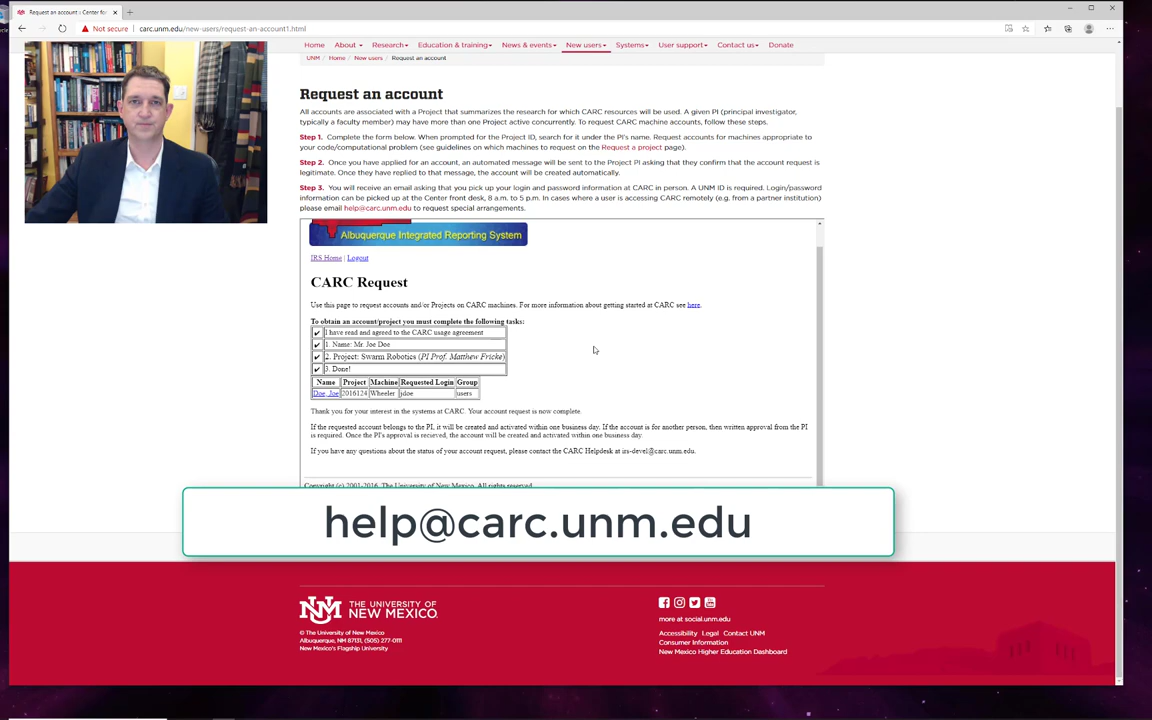 Request an account : Center fo
Not secure | carc.unm.edu/new-users/request-an-account1.html
Home About Research Education & training News & events New users Systems User support Contact us Donate
UNM / Home / New users / Request an account
Request an account
All accounts are associated with a Project that summarizes the research for which CARC resources will be used. A given PI (principal investigator,
typically a faculty member) may have more than one Project active concurrently. To request CARC machine accounts, follow these steps.
Step 1. Complete the form below. When prompted for the Project ID, search for it under the PI's name. Request accounts for machines appropriate to
your code/computational problem (see guidelines on which machines to request on the Request a project page).
Step 2. Once you have applied for an account, an automated message will be sent to the Project PI asking that they confirm that the account request is
legitimate. Once they have replied to that message, the account will be created automatically.
Step 3. You will receive an email asking that you pick up your login and password information at CARC in person. A UNM ID is required. Login/password
information can be picked up at the Center front desk, 8 a.m. to 5 p.m. In cases where a user is accessing CARC remotely (e.g. from a partner institution)
please email help@carc.unm.edu to request special arrangements.
Albuquerque Integrated Reporting System
IRS Home | Logout
CARC Request
Use this page to request accounts and/or Projects on CARC machines. For more information about getting started at CARC see here.
To obtain an account/project you must complete the following tasks:
✔ I have read and agreed to the CARC usage agreement
✔ 1. Name: Mr. Joe Doe
✔ 2. Project: Swarm Robotics (PI Prof. Matthew Fricke)
✔ 3. Done!
Name Project Machine Requested Login Group
Doe, Joe 2016124 Wheeler jdoe users
Thank you for your interest in the systems at CARC. Your account request is now complete.
If the requested account belongs to the PI, it will be created and activated within one business day. If the account is for another person, then written approval from the PI
is required. Once the PI's approval is recieved, the account will be created and activated within one business day.
If you have any questions about the status of your account request, please contact the CARC Helpdesk at irs-devel@carc.unm.edu.
Copyright (c) 2001-2016, The University of New Mexico. All rights reserved.
help@carc.unm.edu
UNM THE UNIVERSITY OF
NEW MEXICO.
© The University of New Mexico
Albuquerque, NM 87131, (505) 277-0111
New Mexico's Flagship University
more at social.unm.edu
Accessibility Legal Contact UNM
Consumer Information
New Mexico Higher Education Dashboard